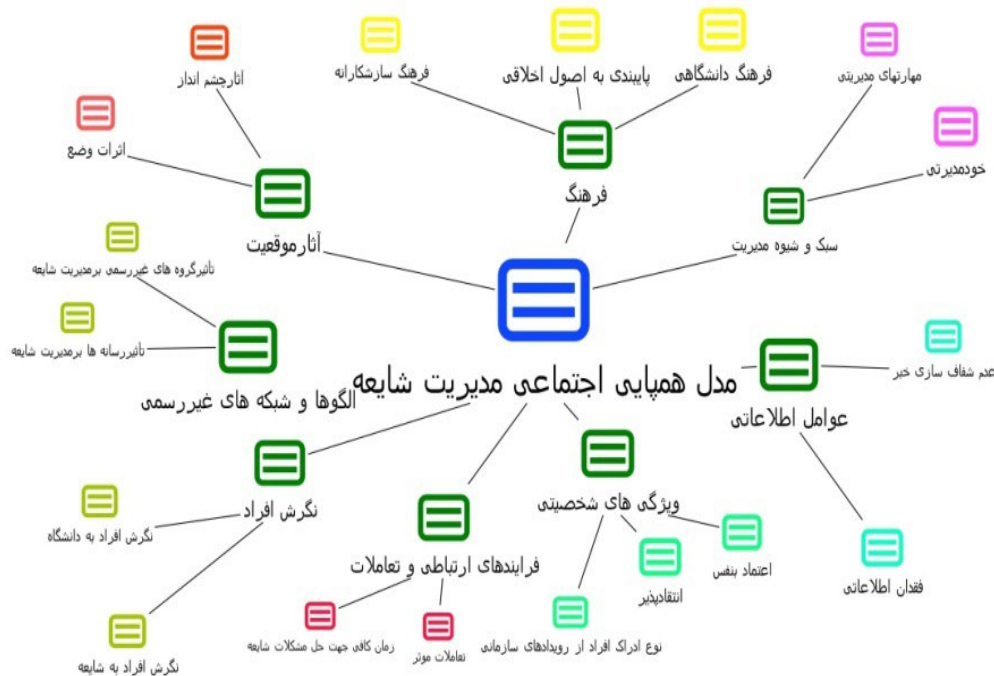 مهارتهای مدیریتی
فرهنگ دانشگاهی
پایبندی به اصول اخلاقی
فرهنگ سازشکارانه
آثارچشم انداز
خودمدیرتی
اثرات وضع
فرهنگ
سبک و شیوه مدیریت
آثارموقعیت
تأثیرگروه های غیررسمی برمدیریت شایعه
تأثیررسانه ها برمدیریت شایعه
عدم شفاف سازی خبر
مدل همپایی اجتماعی مدیریت شایعه
الگوها و شبکه های غیررسمی
عوامل اطلاعاتی
ویژگی های شخصیتی
نگرش افراد
نگرش افراد به دانشگاه
فرایندهای ارتباطی و تعاملات
اعتماد بنفس
فقدان اطلاعاتی
انتقادپذیر
نوع ادراک افراد از رویدادهای سازمانی
تعاملات موثر
زمان کافی جهت حل مشکلات شایعه
نگرش افراد به شایعه